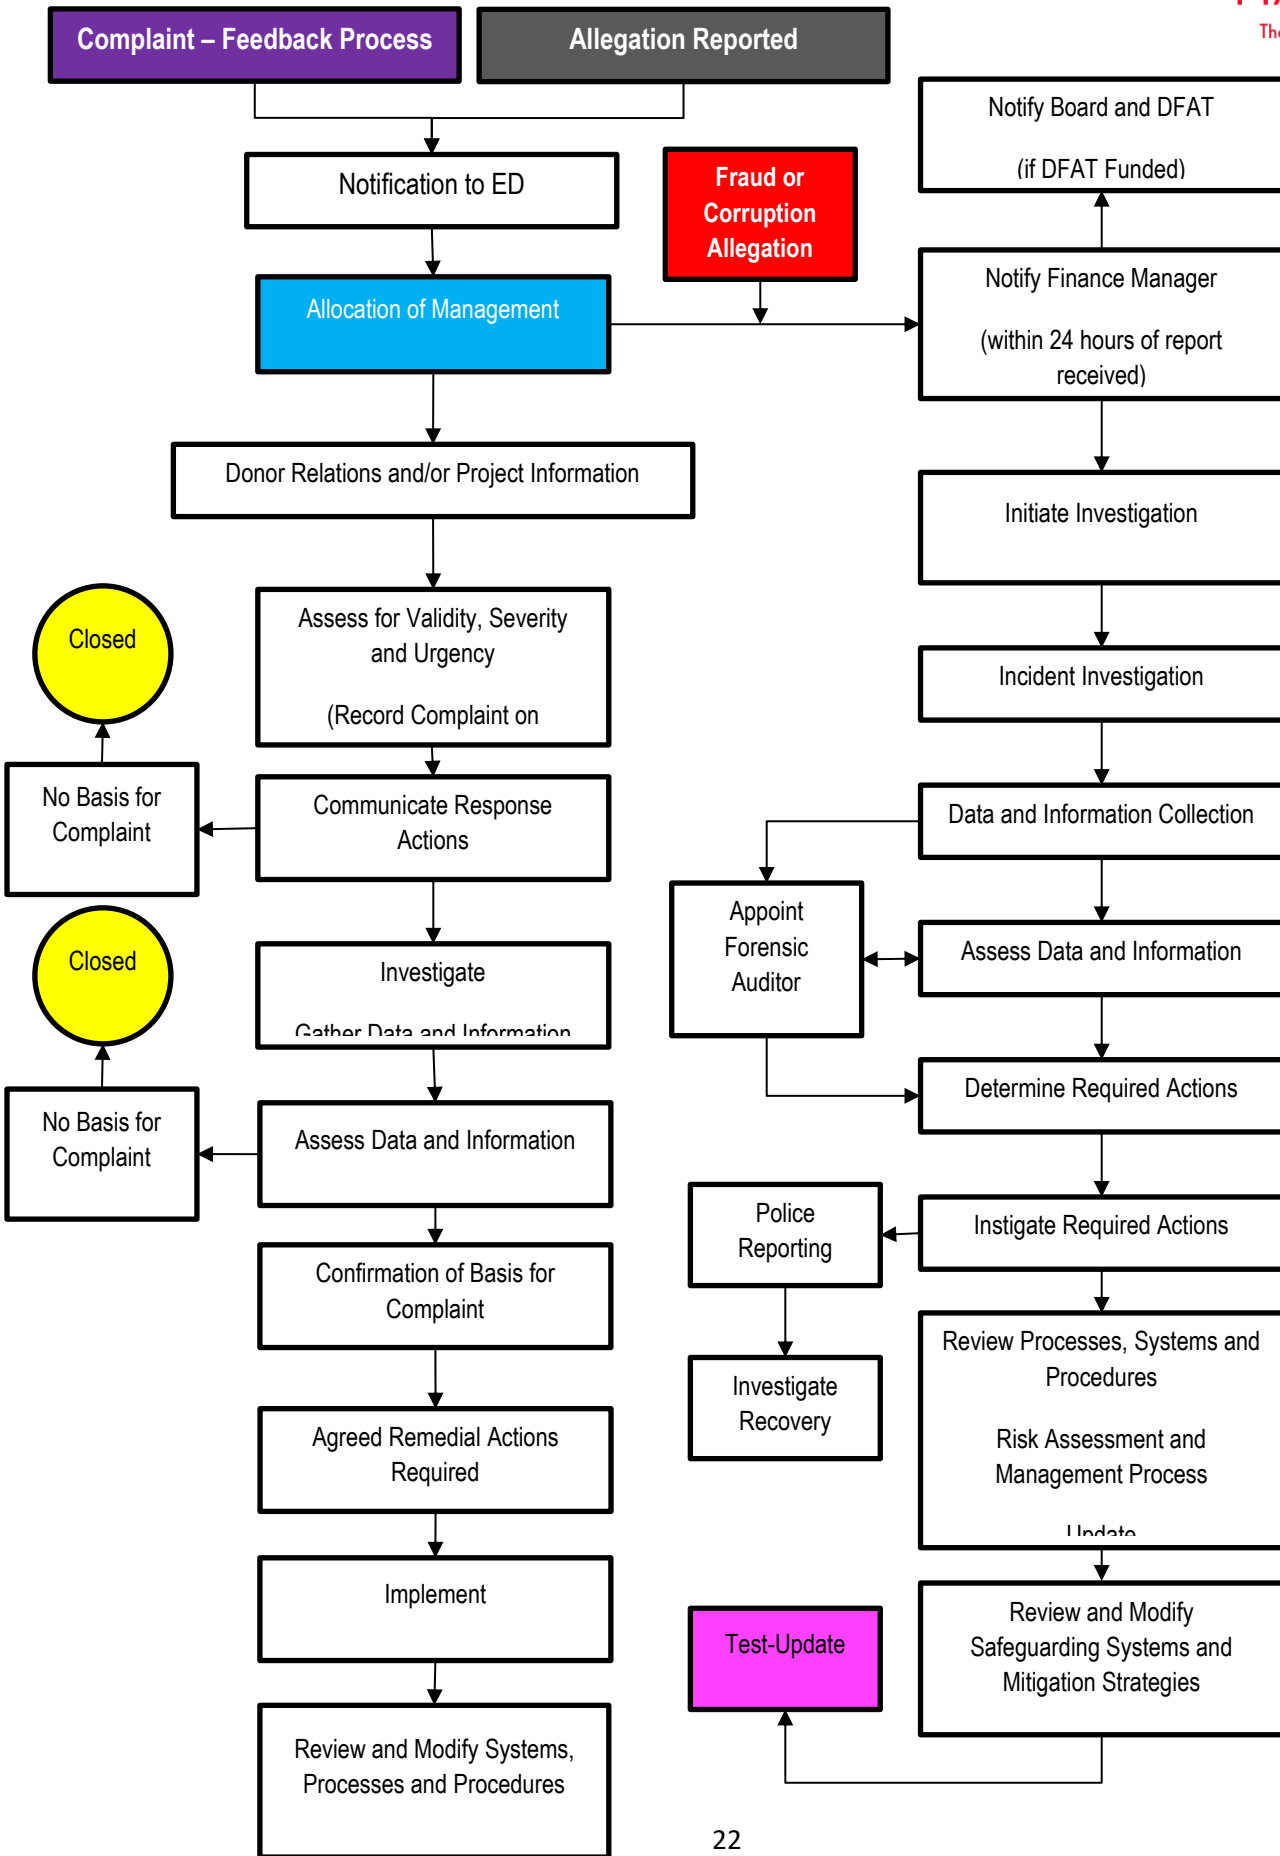 Complaint – Feedback Process
Allegation Reported
The
Notify Board and DFAT
(if DFAT Funded)
Notification to ED
Fraud or
Corruption
Allegation
Allocation of Management
Notify Finance Manager
(within 24 hours of report
received)
Donor Relations and/or Project Information
Initiate Investigation
Closed
Assess for Validity, Severity
and Urgency
(Record Complaint on
Incident Investigation
No Basis for
Complaint
Communicate Response
Actions
Data and Information Collection
Closed
Investigate
Gather Data and Information
Appoint
Forensic
Auditor
Assess Data and Information
No Basis for
Complaint
Assess Data and Information
Determine Required Actions
Police
Reporting
Instigate Required Actions
Confirmation of Basis for
Complaint
Investigate
Recovery
Review Processes, Systems and
Procedures
Risk Assessment and
Management Process
Update
Agreed Remedial Actions
Required
Implement
Test-Update
Review and Modify
Safeguarding Systems and
Mitigation Strategies
Review and Modify Systems,
Processes and Procedures
22